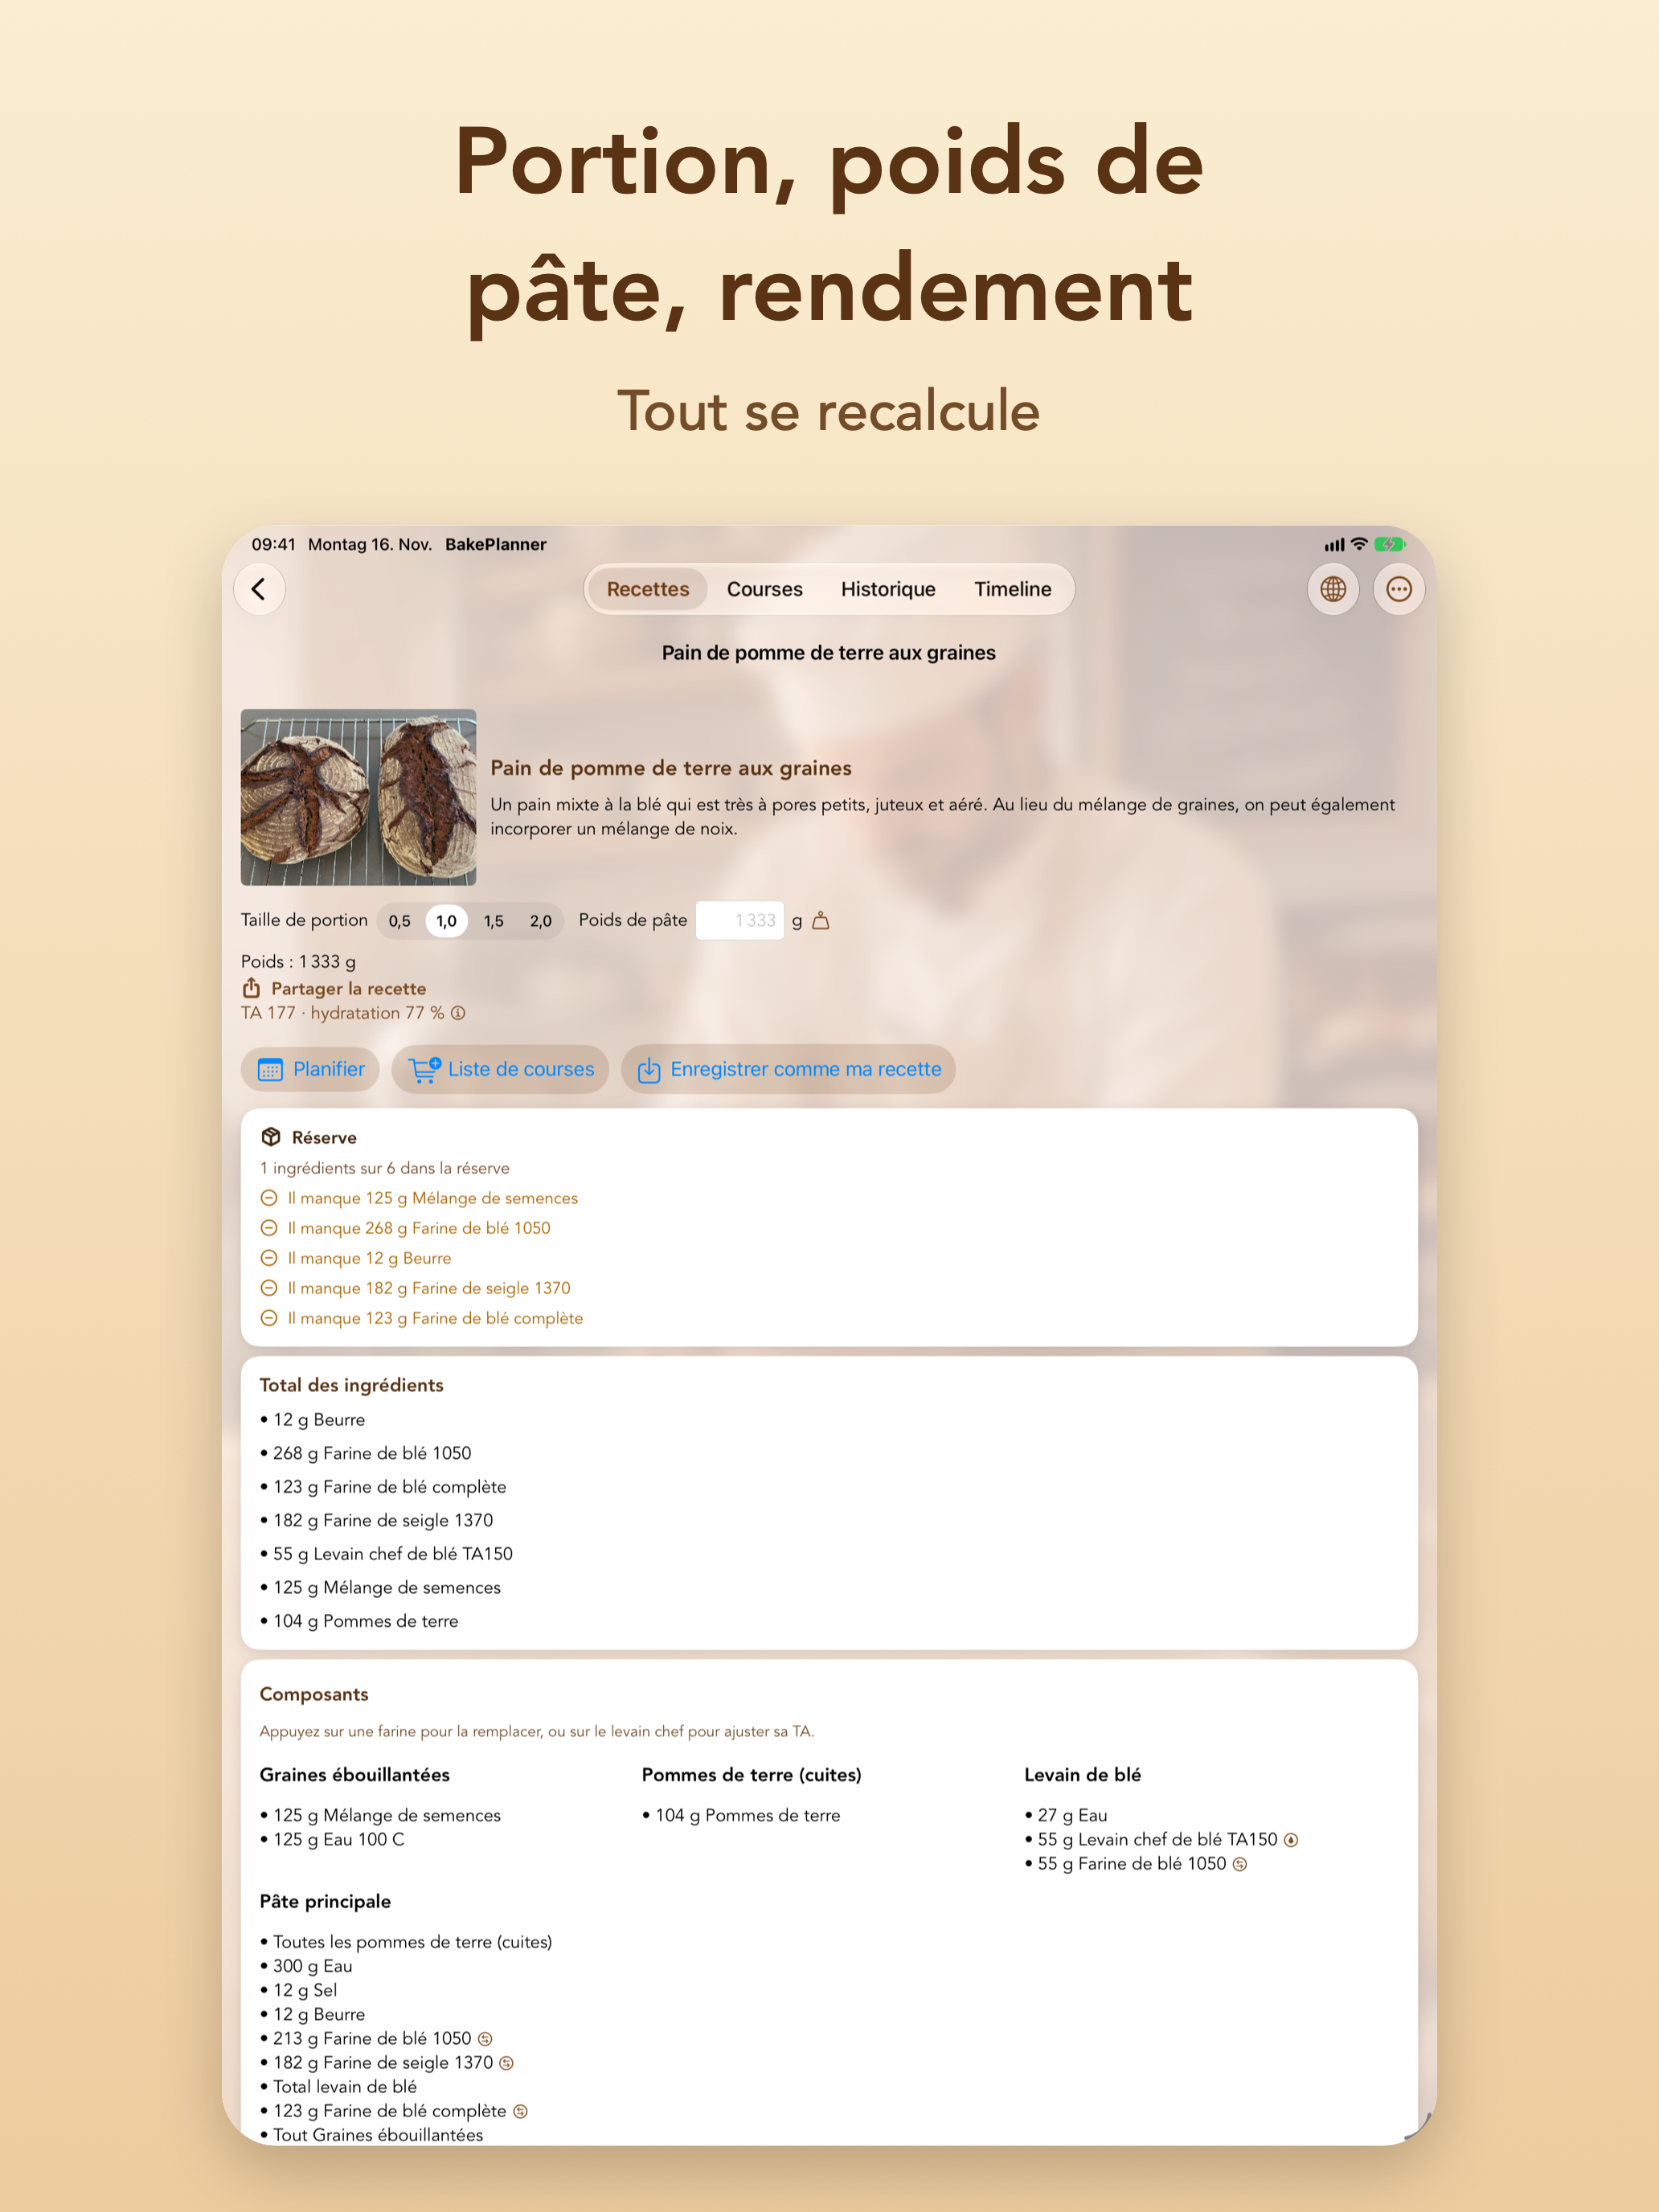 Portion, poids de
pâte, rendement
Tout se recalcule
09:41 Montag 16. Nov. BakePlanner
Recettes Courses Historique Timeline
Pain de pomme de terre aux graines
Pain de pomme de terre aux graines
Un pain mixte à la blé qui est très à pores petits, juteux et aéré. Au lieu du mélange de graines, on peut également
incorporer un mélange de noix.
Taille de portion 0,5 1,0 1,5 2,0 Poids de pâte 1 333 g
Poids : 1 333 g
Partager la recette
TA 177 · hydratation 77 %
Planifier Liste de courses Enregistrer comme ma recette
Réserve
1 ingrédients sur 6 dans la réserve
Il manque 125 g Mélange de semences
Il manque 268 g Farine de blé 1050
Il manque 12 g Beurre
Il manque 182 g Farine de seigle 1370
Il manque 123 g Farine de blé complète
Total des ingrédients
• 12 g Beurre
• 268 g Farine de blé 1050
• 123 g Farine de blé complète
• 182 g Farine de seigle 1370
• 55 g Levain chef de blé TA150
• 125 g Mélange de semences
• 104 g Pommes de terre
Composants
Appuyez sur une farine pour la remplacer, ou sur le levain chef pour ajuster sa TA.
Graines ébouillantées
• 125 g Mélange de semences
• 125 g Eau 100 C
Pommes de terre (cuites)
• 104 g Pommes de terre
Levain de blé
• 27 g Eau
• 55 g Levain chef de blé TA150
• 55 g Farine de blé 1050
Pâte principale
• Toutes les pommes de terre (cuites)
• 300 g Eau
• 12 g Sel
• 12 g Beurre
• 213 g Farine de blé 1050
• 182 g Farine de seigle 1370
• Total levain de blé
• 123 g Farine de blé complète
• Tout Graines ébouillantées